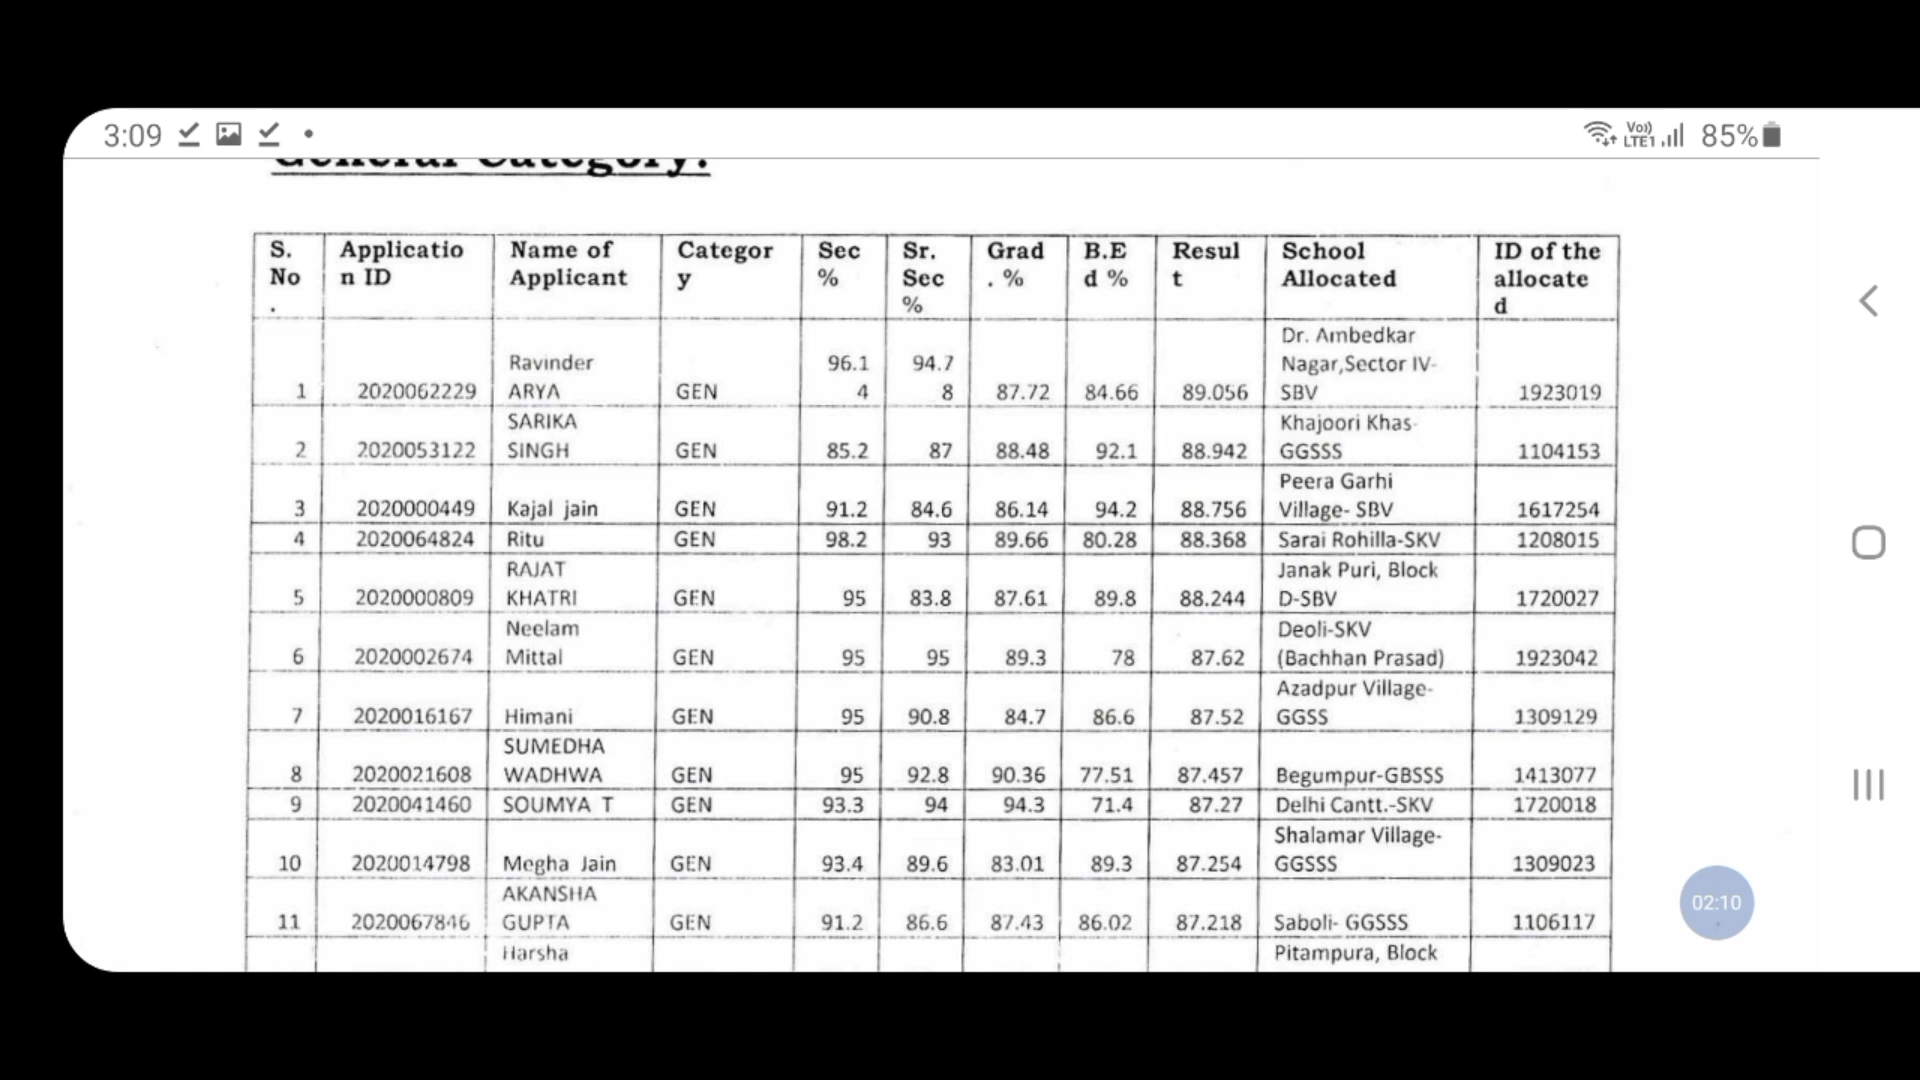 3:09
Vo)) LTE1 85%
General Category:
S. No . Applicatio n ID Name of Applicant Categor y Sec % Sr. Sec % Grad . % B.E d % Resul t School Allocated ID of the allocate d
1 2020062229 Ravinder ARYA GEN 96.1 4 94.7 8 87.72 84.66 89.056 Dr. Ambedkar Nagar,Sector IV- SBV 1923019
2 2020053122 SARIKA SINGH GEN 85.2 87 88.48 92.1 88.942 Khajoori Khas- GGSSS 1104153
3 2020000449 Kajal jain GEN 91.2 84.6 86.14 94.2 88.756 Peera Garhi Village- SBV 1617254
4 2020064824 Ritu GEN 98.2 93 89.66 80.28 88.368 Sarai Rohilla-SKV 1208015
5 2020000809 RAJAT KHATRI GEN 95 83.8 87.61 89.8 88.244 Janak Puri, Block D-SBV 1720027
6 2020002674 Neelam Mittal GEN 95 95 89.3 78 87.62 Deoli-SKV (Bachhan Prasad) 1923042
7 2020016167 Himani GEN 95 90.8 84.7 86.6 87.52 Azadpur Village- GGSS 1309129
8 2020021608 SUMEDHA WADHWA GEN 95 92.8 90.36 77.51 87.457 Begumpur-GBSSS 1413077
9 2020041460 SOUMYA T GEN 93.3 94 94.3 71.4 87.27 Delhi Cantt.-SKV 1720018
10 2020014798 Megha Jain GEN 93.4 89.6 83.01 89.3 87.254 Shalamar Village- GGSSS 1309023
11 2020067846 AKANSHA GUPTA GEN 91.2 86.6 87.43 86.02 87.218 Saboli- GGSSS 1106117
Harsha Pitampura, Block
02:10